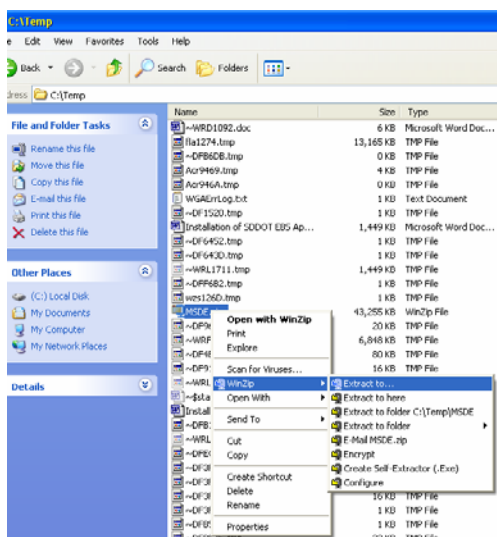 C:\Temp
Edit View Favorites Tools Help
Back Search Folders
C:\Temp
File and Folder Tasks
Rename this file
Move this file
Copy this file
E-mail this file
Print this file
Delete this file
Other Places
(C:) Local Disk
My Documents
My Computer
My Network Places
Details
Name Size Type
~WRD1092.doc 6 KB Microsoft Word Doc...
fla1274.tmp 13,165 KB TMP File
~DFB6DB.tmp 0 KB TMP File
Acr9469.tmp 4 KB TMP File
Acr946A.tmp 0 KB TMP File
WGAErrLog.txt 1 KB Text Document
~DF1520.tmp 1 KB TMP File
Installation of SDDOT EBS Ap... 1,449 KB Microsoft Word Doc...
~DF6452.tmp 1 KB TMP File
~DF643D.tmp 1 KB TMP File
~WRL1711.tmp 1,449 KB TMP File
~DFF682.tmp 1 KB TMP File
wzs126D.tmp 1 KB TMP File
MSDE 43,255 KB WinZip File
20 KB TMP File
6,848 KB TMP File
80 KB TMP File
16 KB TMP File
Open with WinZip
Print
Explore
Scan for Viruses...
WinZip
Open With
Send To
Cut
Copy
Create Shortcut
Delete
Rename
Properties
Extract to...
Extract to here
Extract to folder C:\Temp\MSDE
Extract to folder
E-Mail MSDE.zip
Encrypt
Create Self-Extractor (.Exe)
Configure
16 KB TMP File
1 KB TMP File
1 KB TMP File